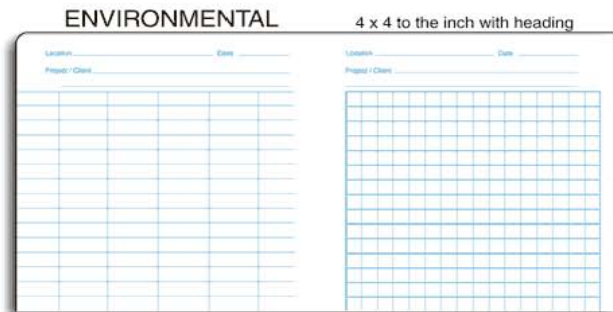 ENVIRONMENTAL
4 x 4 to the inch with heading
Location Date
Project / Client
Location Date
Project / Client